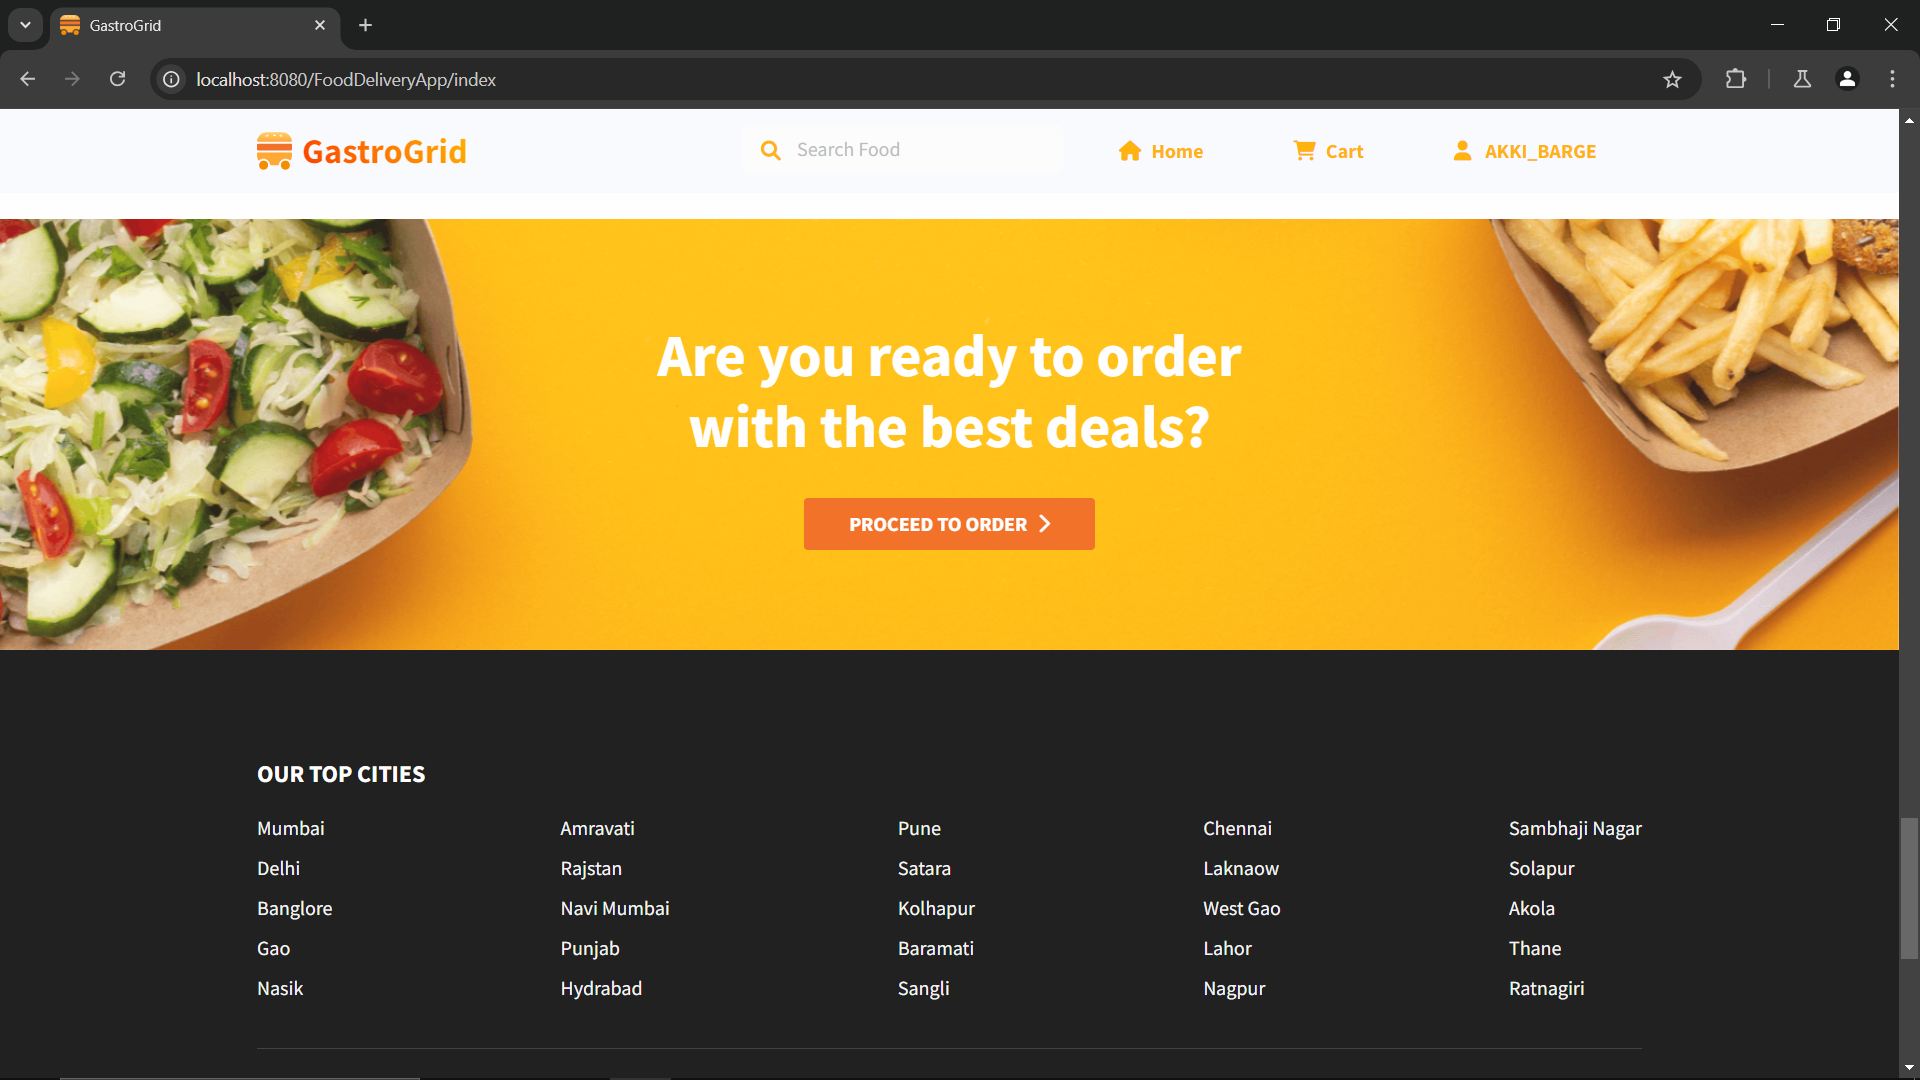 GastroGrid
localhost:8080/FoodDeliveryApp/index
GastroGrid
Search Food
Home
Cart
AKKI_BARGE
Are you ready to order
with the best deals?
PROCEED TO ORDER
OUR TOP CITIES
Mumbai
Delhi
Banglore
Gao
Nasik
Amravati
Rajstan
Navi Mumbai
Punjab
Hydrabad
Pune
Satara
Kolhapur
Baramati
Sangli
Chennai
Laknaow
West Gao
Lahor
Nagpur
Sambhaji Nagar
Solapur
Akola
Thane
Ratnagiri